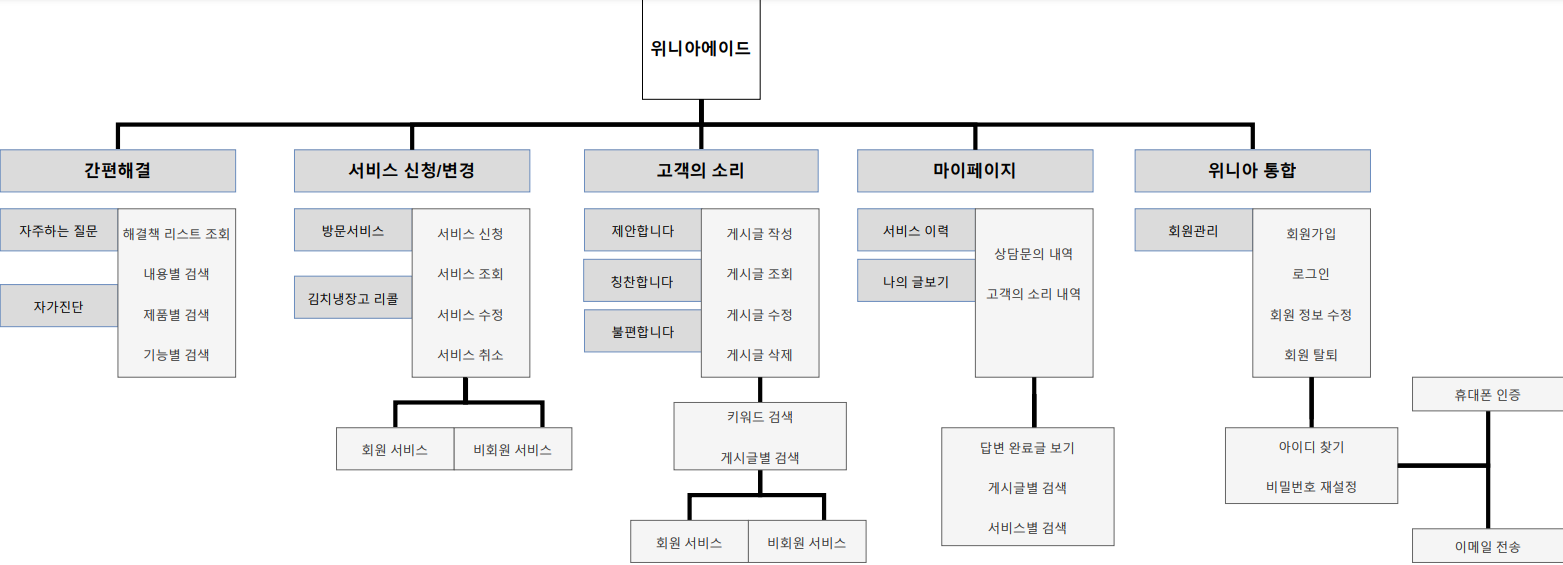 위니아에이드
간편해결
서비스 신청/변경
고객의 소리
마이페이지
위니아 통합
자주하는 질문
자가진단
해결책 리스트 조회
내용별 검색
제품별 검색
기능별 검색
방문서비스
김치냉장고 리콜
서비스 신청
서비스 조회
서비스 수정
서비스 취소
회원 서비스
비회원 서비스
제안합니다
칭찬합니다
불편합니다
게시글 작성
게시글 조회
게시글 수정
게시글 삭제
키워드 검색
게시글별 검색
회원 서비스
비회원 서비스
서비스 이력
나의 글보기
상담문의 내역
고객의 소리 내역
답변 완료글 보기
게시글별 검색
서비스별 검색
회원관리
회원가입
로그인
회원 정보 수정
회원 탈퇴
아이디 찾기
비밀번호 재설정
휴대폰 인증
이메일 전송